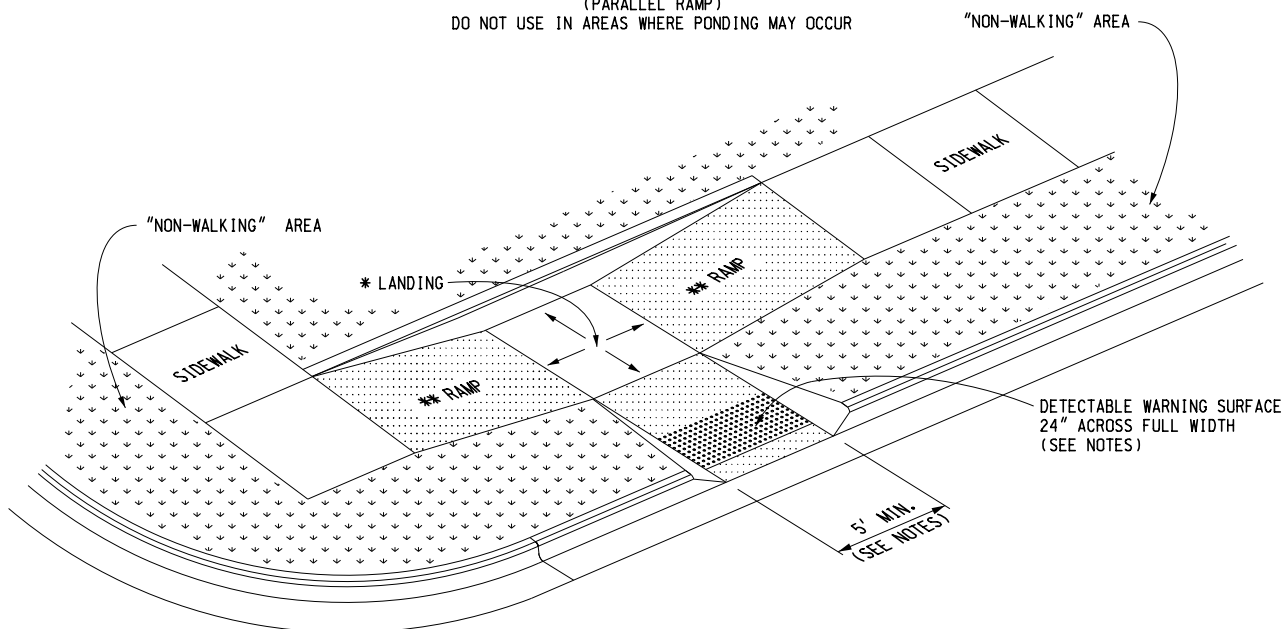 (PARALLEL RAMP)
DO NOT USE IN AREAS WHERE PONDING MAY OCCUR
"NON-WALKING" AREA
SIDEWALK
"NON-WALKING" AREA
* LANDING
** RAMP
SIDEWALK
** RAMP
DETECTABLE WARNING SURFACE
24" ACROSS FULL WIDTH
(SEE NOTES)
5' MIN.
(SEE NOTES)